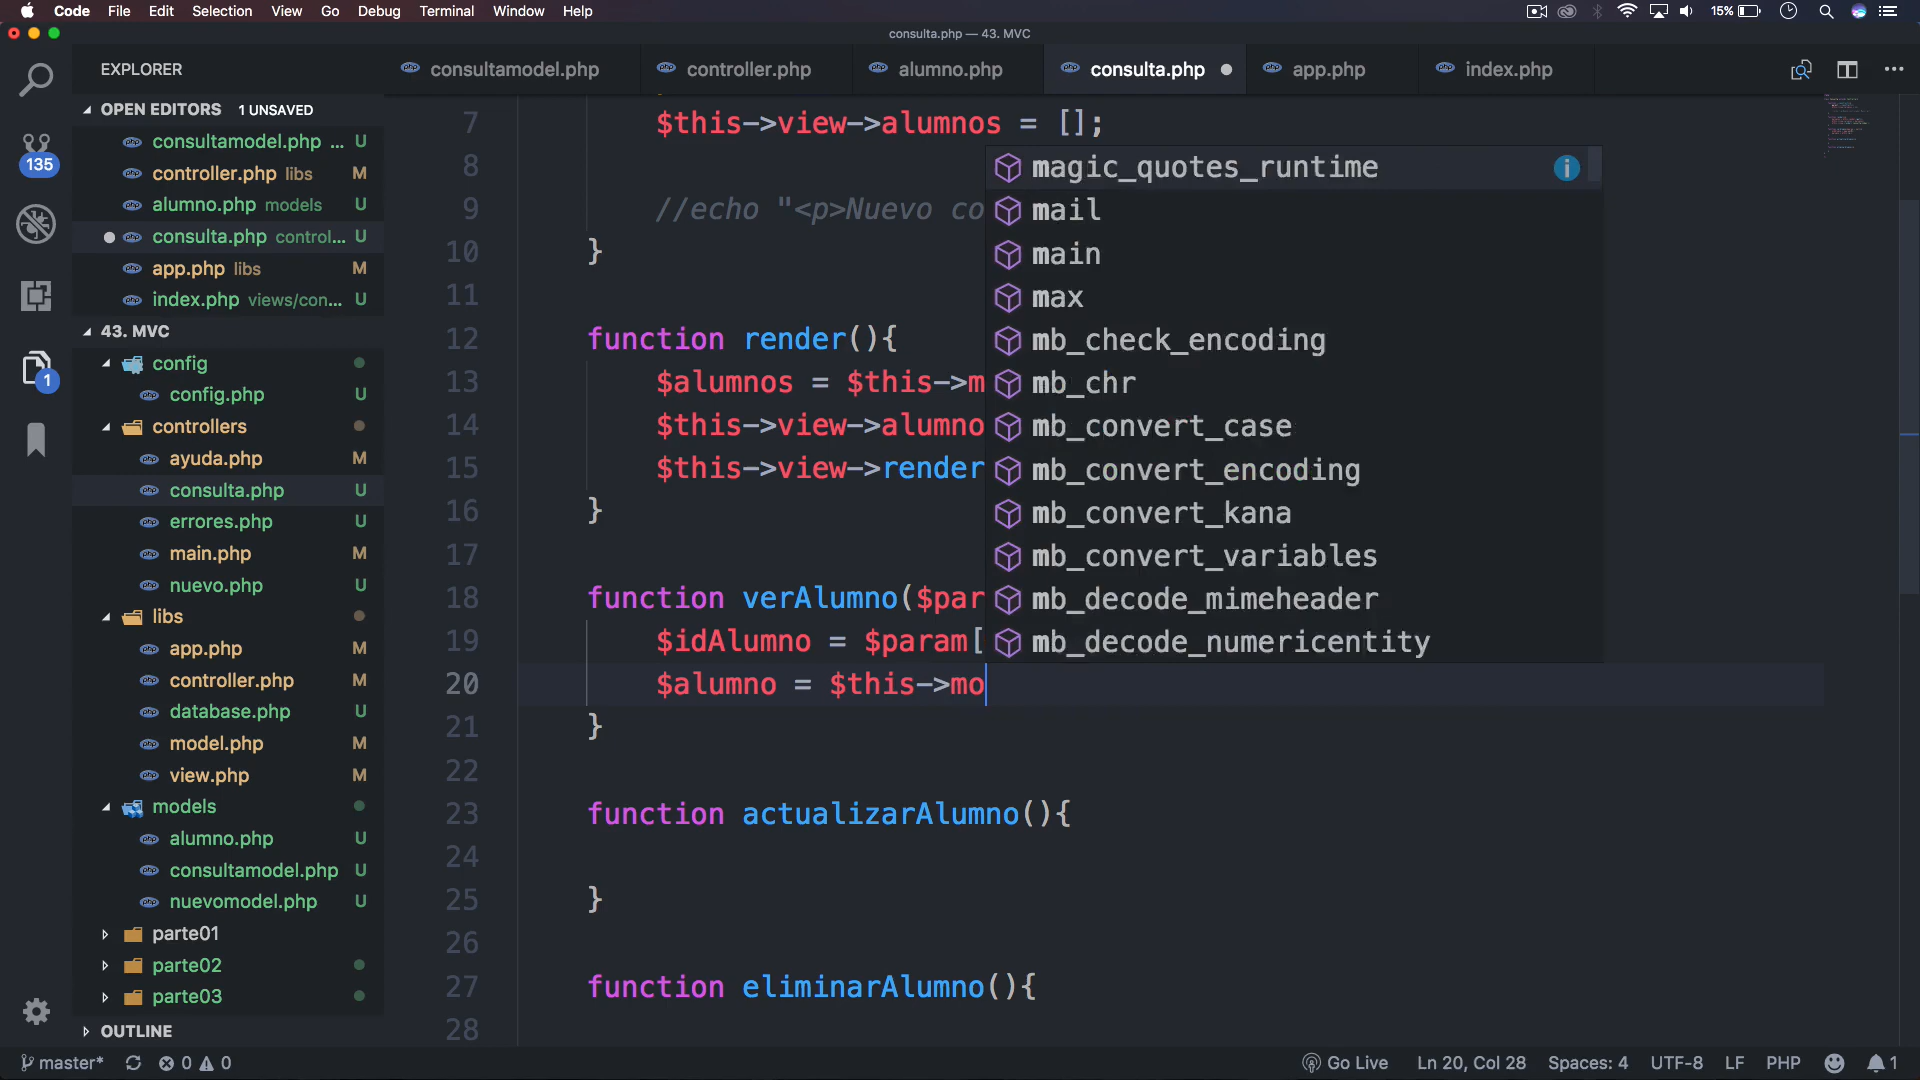 Code File Edit Selection View Go Debug Terminal Window Help 15%
consulta.php — 43. MVC
EXPLORER
consultamodel.php controller.php alumno.php consulta.php app.php index.php
OPEN EDITORS 1 UNSAVED
consultamodel.php ... U
controller.php libs M
alumno.php models U
consulta.php control... U
app.php libs M
index.php views/con... U
43. MVC
config
config.php U
controllers
ayuda.php M
consulta.php U
errores.php U
main.php M
nuevo.php U
libs
app.php M
controller.php M
database.php U
model.php M
view.php M
models
alumno.php U
consultamodel.php U
nuevomodel.php U
parte01
parte02
parte03
OUTLINE
135
1
7 $this->view->alumnos = [];
8
9 //echo "<p>Nuevo co
10 }
11
12 function render(){
13 $alumnos = $this->m
14 $this->view->alumno
15 $this->view->render
16 }
17
18 function verAlumno($par
19 $idAlumno = $param[
20 $alumno = $this->mo
21 }
22
23 function actualizarAlumno(){
24
25 }
26
27 function eliminarAlumno(){
28
magic_quotes_runtime
mail
main
max
mb_check_encoding
mb_chr
mb_convert_case
mb_convert_encoding
mb_convert_kana
mb_convert_variables
mb_decode_mimeheader
mb_decode_numericentity
master* 0 0 Go Live Ln 20, Col 28 Spaces: 4 UTF-8 LF PHP 1